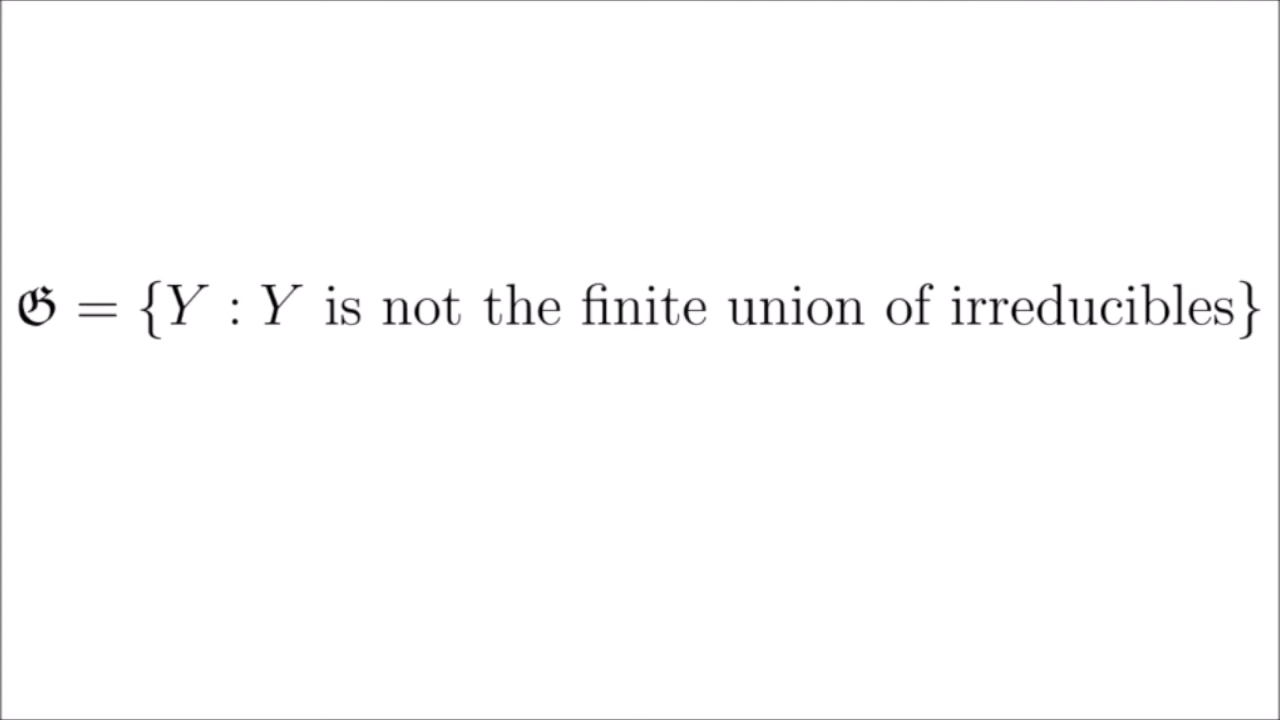 𝔊 = {Y : Y is not the finite union of irreducibles}